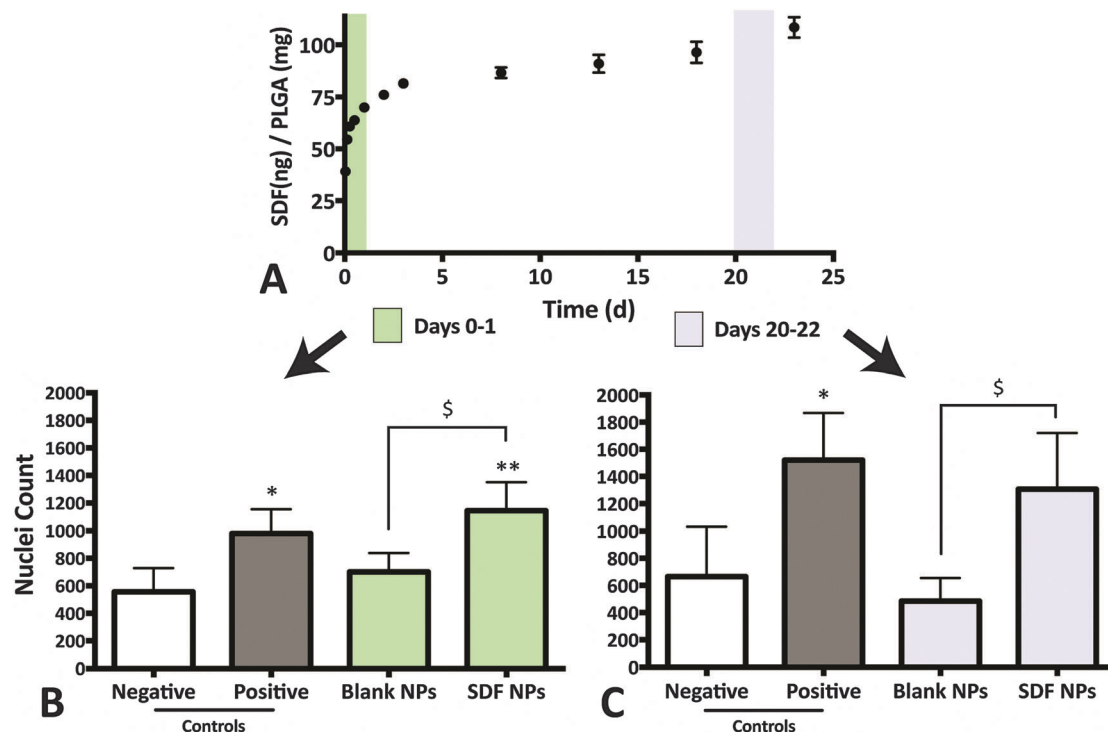 SDF(ng) / PLGA (mg)
100
75
50
25
0
0 5 10 15 20 25
Time (d)
A
Days 0-1
Days 20-22
Nuclei Count
2000
1800
1600
1400
1200
1000
800
600
400
200
0
*
$
**
Negative Positive Blank NPs SDF NPs
Controls
B
2000
1800
1600
1400
1200
1000
800
600
400
200
0
*
$
Negative Positive Blank NPs SDF NPs
Controls
C